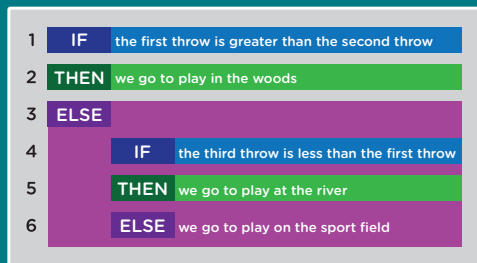 1 IF the first throw is greater than the second throw
2 THEN we go to play in the woods
3 ELSE
4 IF the third throw is less than the first throw
5 THEN we go to play at the river
6 ELSE we go to play on the sport field